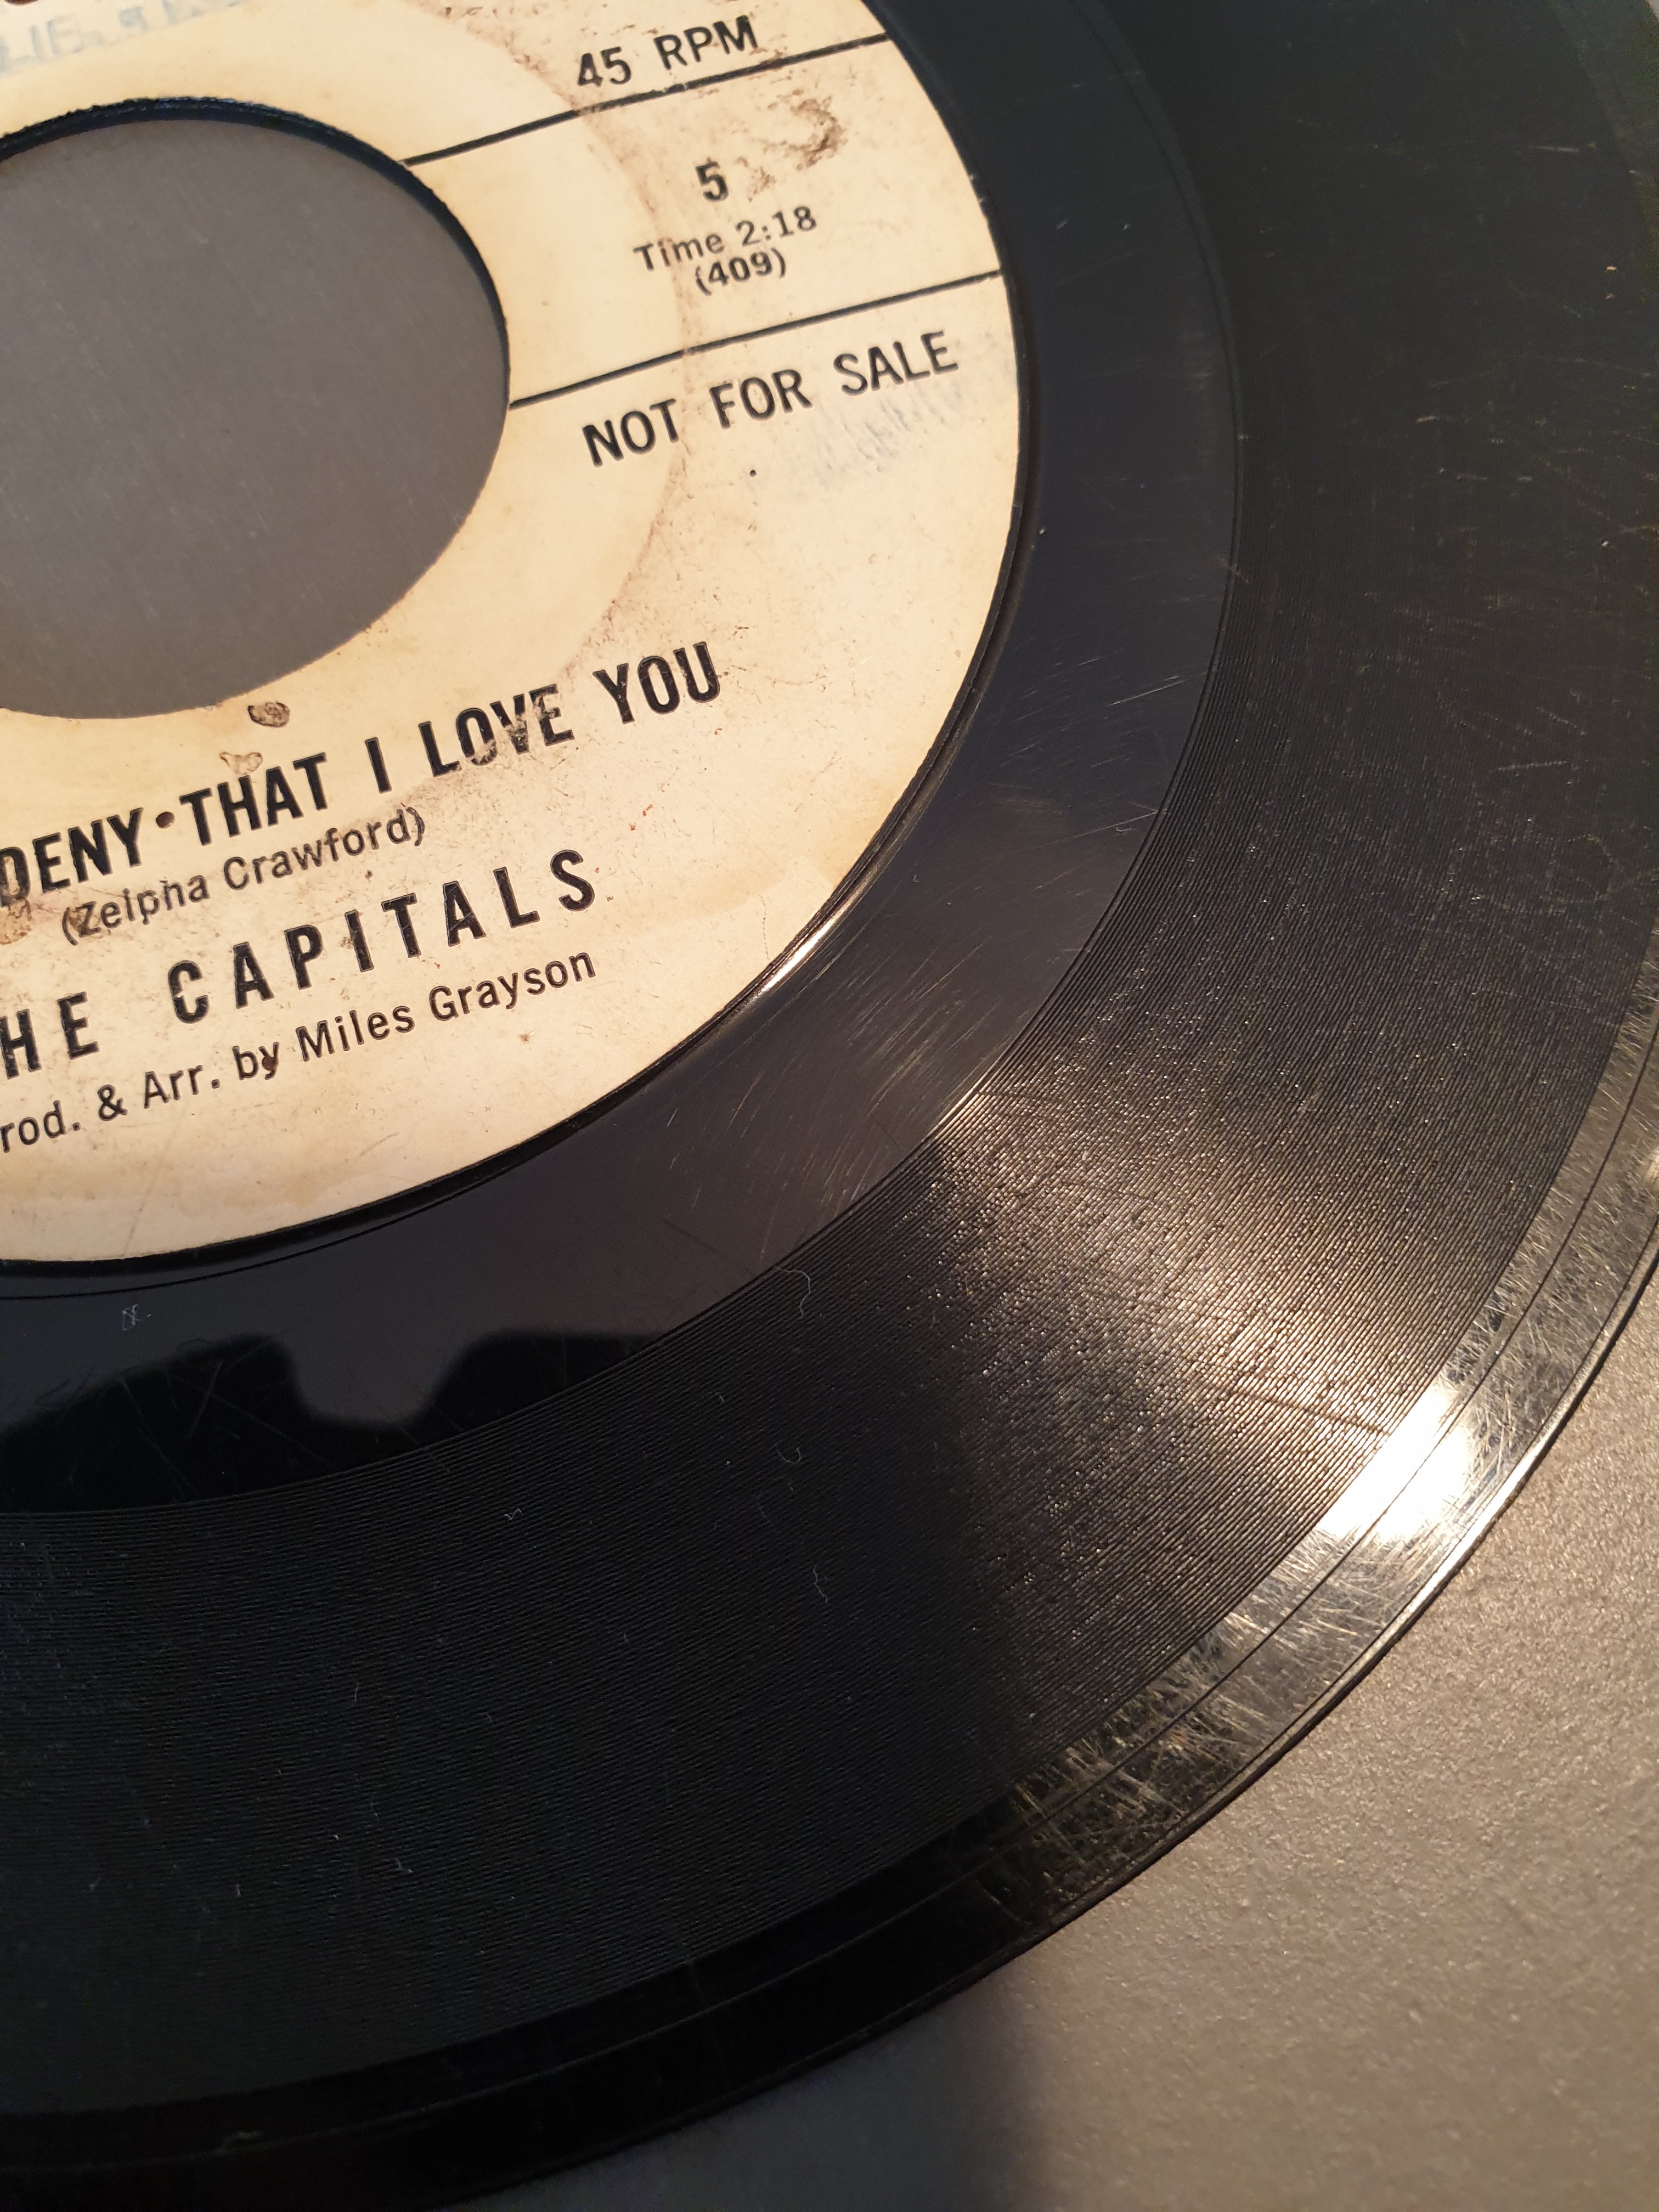 45 RPM
5
Time 2:18
(409)
NOT FOR SALE
DENY THAT I LOVE YOU
(Zelpha Crawford)
HE CAPITALS
rod. & Arr. by Miles Grayson